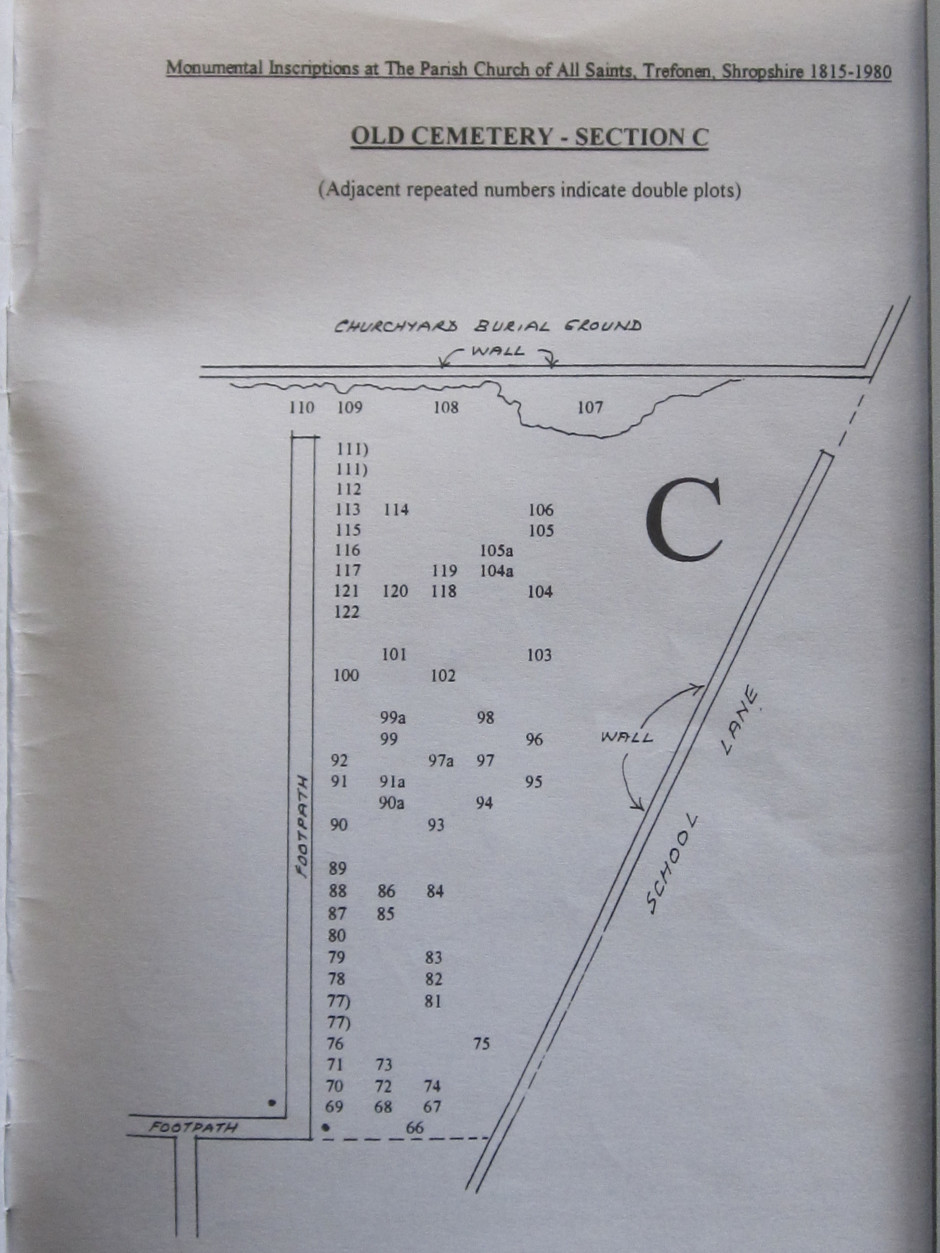 Monumental Inscriptions at The Parish Church of All Saints, Trefonen, Shropshire 1815-1980
OLD CEMETERY - SECTION C
(Adjacent repeated numbers indicate double plots)
CHURCHYARD BURIAL GROUND
WALL
110 109 108 107
111)
111)
112
113 114 106
115 105
116 105a
117 119 104a
121 120 118 104
122
C
101 103
100 102
99a 98
99 96
WALL
92 97a 97
91 91a 95
90a 94
90 93
FOOTPATH
SCHOOL LANE
89
88 86 84
87 85
80
79 83
78 82
77) 81
77)
76 75
71 73
70 72 74
69 68 67
66
FOOTPATH